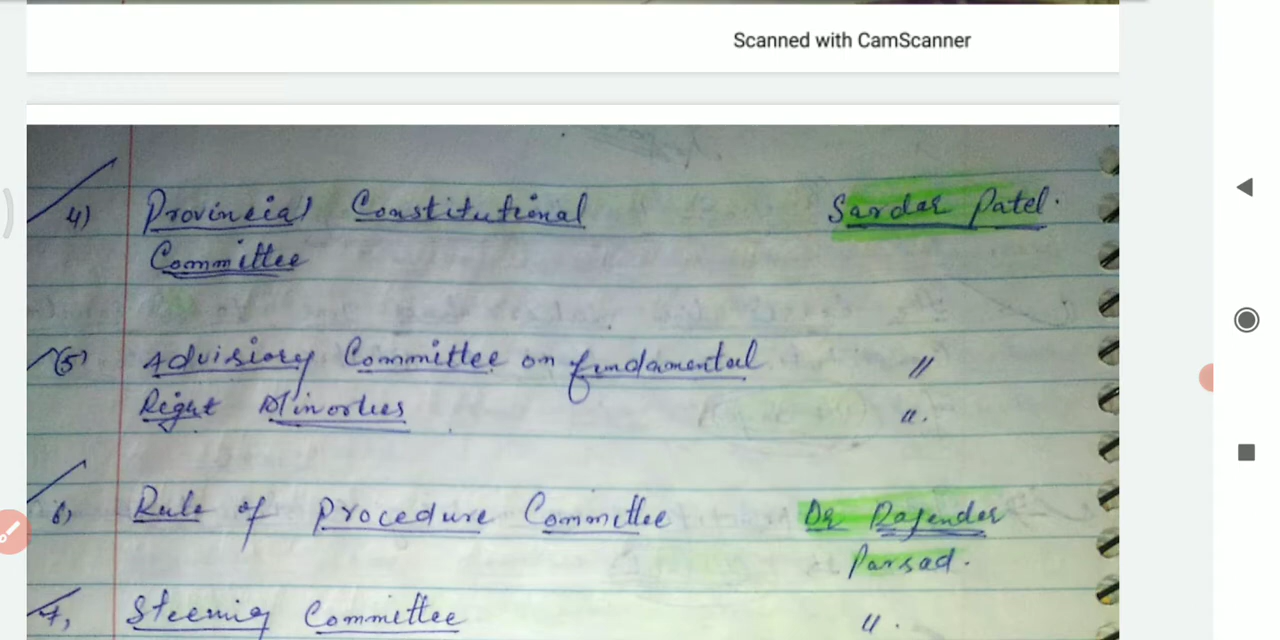 Scanned with CamScanner
4) Provincial Constitutional Sardar Patel.
Committee
(5) Advisiory Committee on fundamental "
Right Minorties ".
6) Rule of Procedure Committee Dr Rajender
Parsad.
7, Steering Committee ".